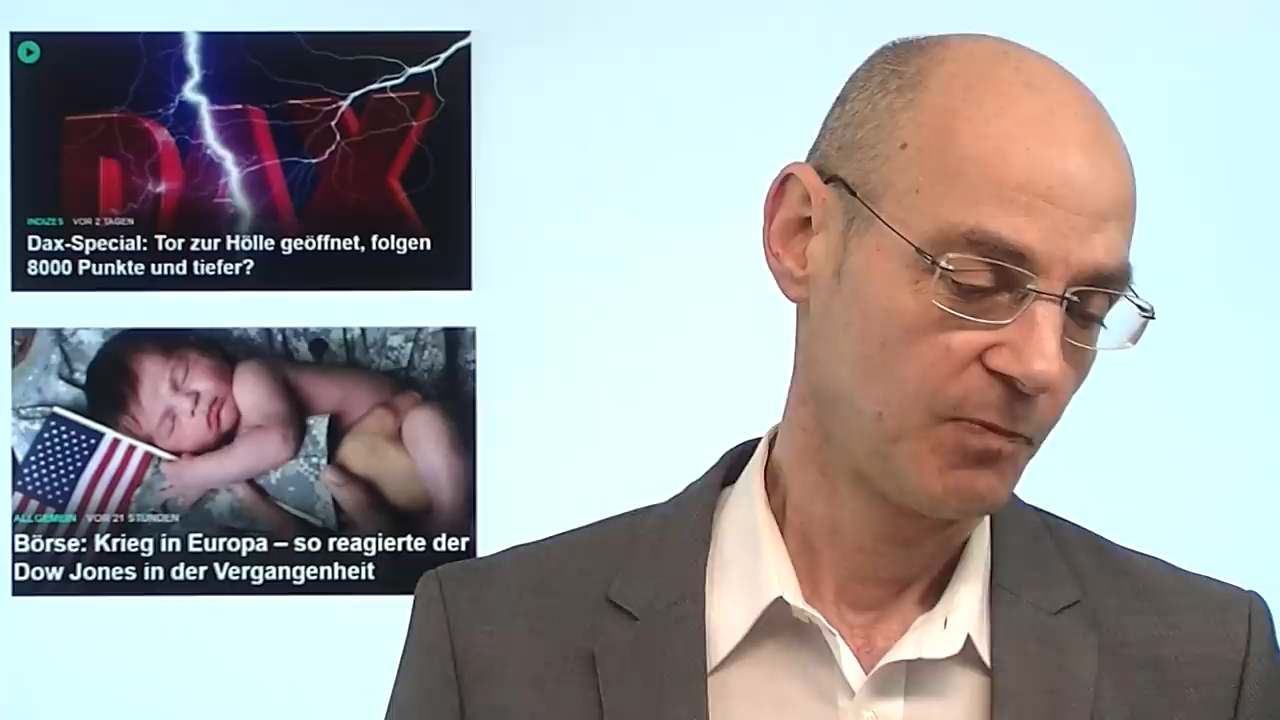 DAX
INDIZES VOR 2 TAGEN
Dax-Special: Tor zur Hölle geöffnet, folgen
8000 Punkte und tiefer?
ALLGEMEIN VOR 21 STUNDEN
Börse: Krieg in Europa – so reagierte der
Dow Jones in der Vergangenheit